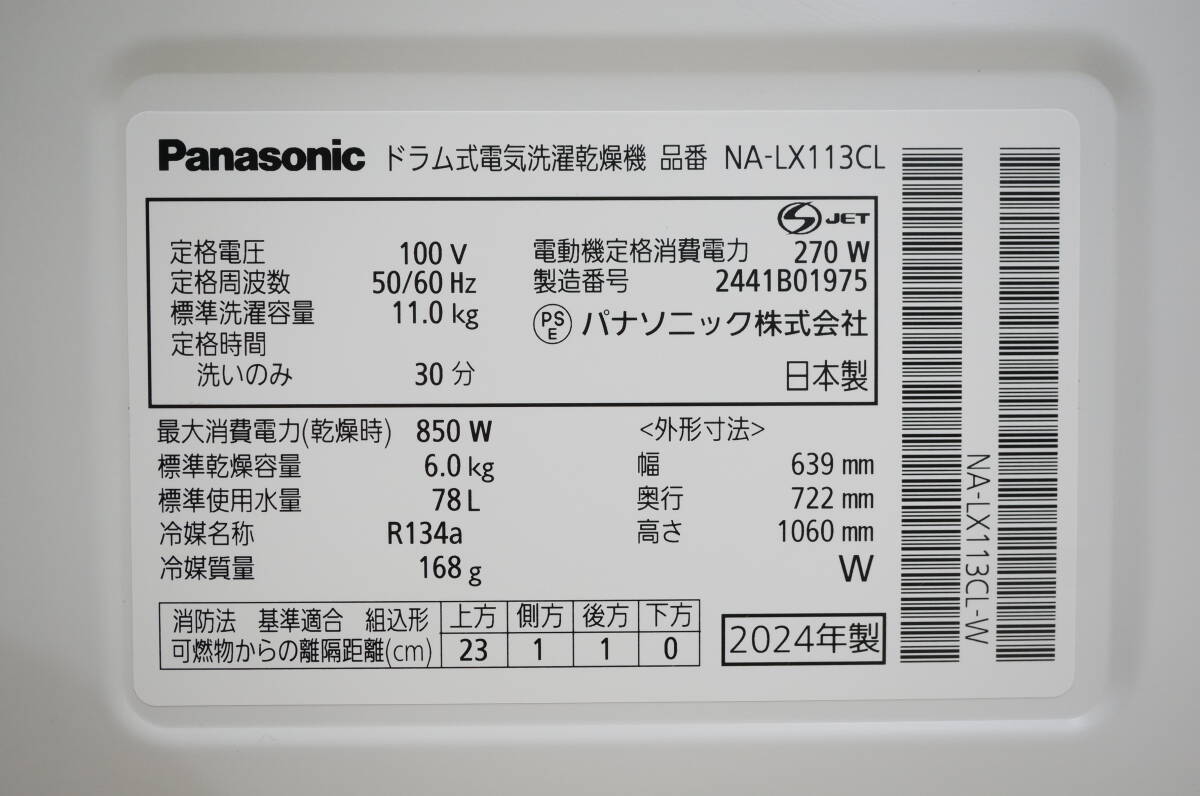 Panasonic ドラム式電気洗濯乾燥機 品番 NA-LX113CL
JET
定格電圧 100 V
定格周波数 50/60 Hz
標準洗濯容量 11.0 kg
定格時間
洗いのみ 30 分
電動機定格消費電力 270 W
製造番号 2441B01975
PS E パナソニック株式会社
日本製
最大消費電力(乾燥時) 850 W
標準乾燥容量 6.0 kg
標準使用水量 78 L
冷媒名称 R134a
冷媒質量 168 g
<外形寸法>
幅 639 mm
奥行 722 mm
高さ 1060 mm
W
消防法 基準適合 組込形 上方 側方 後方 下方
可燃物からの離隔距離(cm) 23 1 1 0
2024年製
NA-LX113CL-W